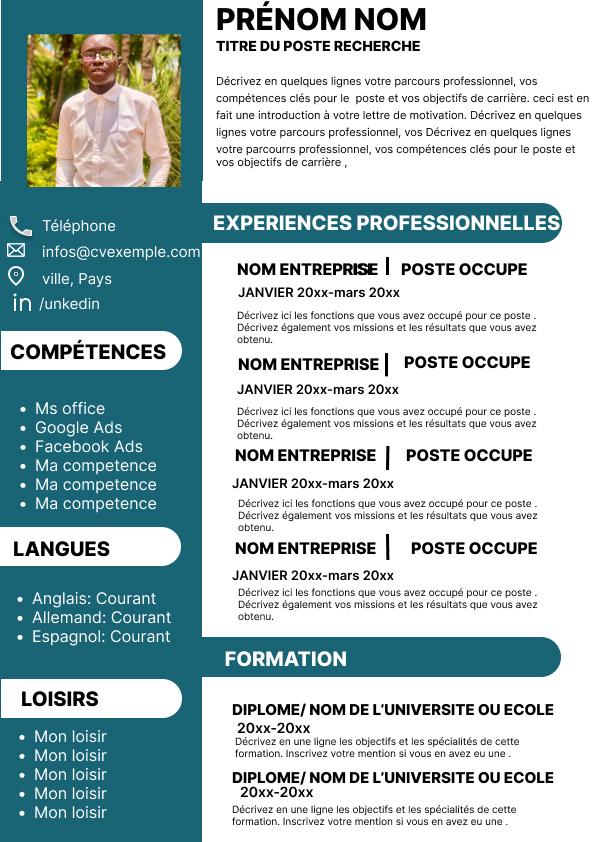 PRÉNOM NOM
TITRE DU POSTE RECHERCHE
Décrivez en quelques lignes votre parcours professionnel, vos
compétences clés pour le  poste et vos objectifs de carrière. ceci est en
fait une introduction à votre lettre de motivation. Décrivez en quelques
lignes votre parcours professionnel, vos Décrivez en quelques lignes
votre parcourrs professionnel, vos compétences clés pour le poste et
vos objectifs de carrière ,
Téléphone
infos@cvexemple.com
ville, Pays
in /unkedin
COMPÉTENCES
Ms office
Google Ads
Facebook Ads
Ma competence
Ma competence
Ma competence
LANGUES
Anglais: Courant
Allemand: Courant
Espagnol: Courant
LOISIRS
Mon loisir
Mon loisir
Mon loisir
Mon loisir
Mon loisir
EXPERIENCES PROFESSIONNELLES
NOM ENTREPRISE | POSTE OCCUPE
JANVIER 20xx-mars 20xx
Décrivez ici les fonctions que vous avez occupé pour ce poste .
Décrivez également vos missions et les résultats que vous avez
obtenu.
NOM ENTREPRISE | POSTE OCCUPE
JANVIER 20xx-mars 20xx
Décrivez ici les fonctions que vous avez occupé pour ce poste .
Décrivez également vos missions et les résultats que vous avez
obtenu.
NOM ENTREPRISE | POSTE OCCUPE
JANVIER 20xx-mars 20xx
Décrivez ici les fonctions que vous avez occupé pour ce poste .
Décrivez également vos missions et les résultats que vous avez
obtenu.
NOM ENTREPRISE | POSTE OCCUPE
JANVIER 20xx-mars 20xx
Décrivez ici les fonctions que vous avez occupé pour ce poste .
Décrivez également vos missions et les résultats que vous avez
obtenu.
FORMATION
DIPLOME/ NOM DE L'UNIVERSITE OU ECOLE
20xx-20xx
Décrivez en une ligne les objectifs et les spécialités de cette
formation. Inscrivez votre mention si vous en avez eu une .
DIPLOME/ NOM DE L'UNIVERSITE OU ECOLE
20xx-20xx
Décrivez en une ligne les objectifs et les spécialités de cette
formation. Inscrivez votre mention si vous en avez eu une .